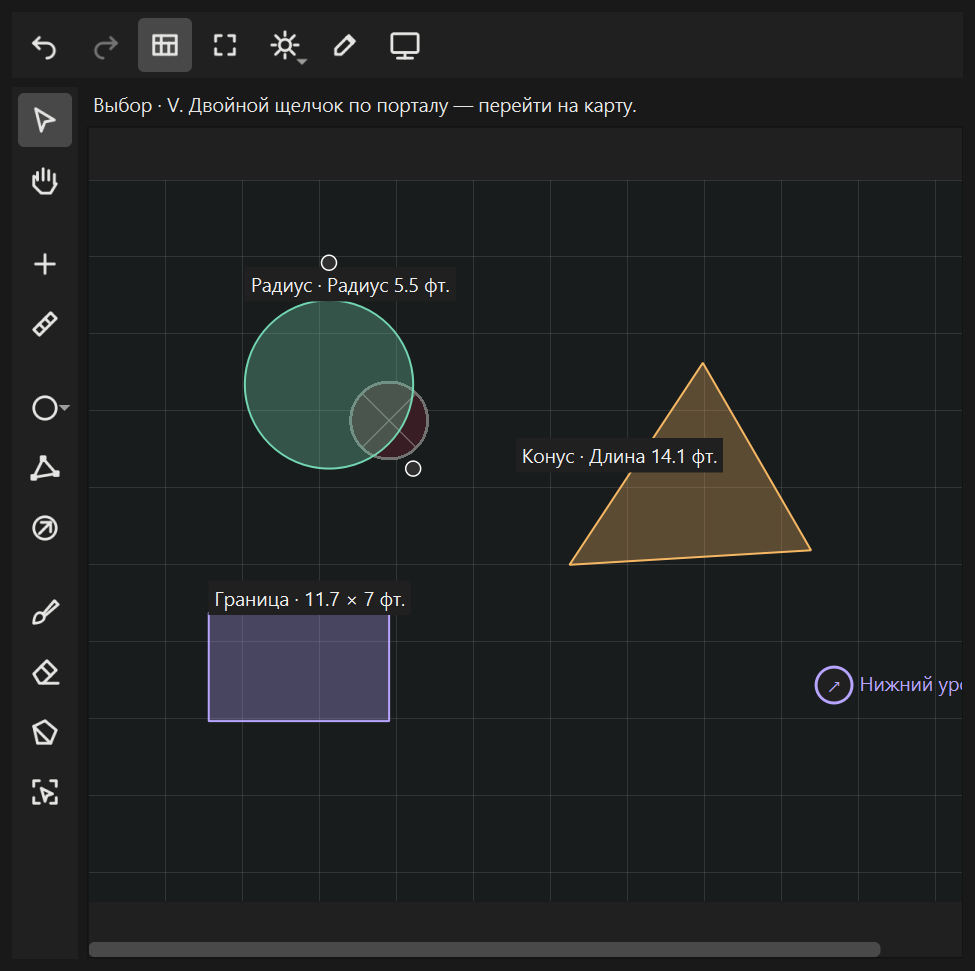 Выбор · V. Двойной щелчок по порталу — перейти на карту.
Радиус · Радиус 5.5 фт.
Конус · Длина 14.1 фт.
Граница · 11.7 × 7 фт.
Нижний